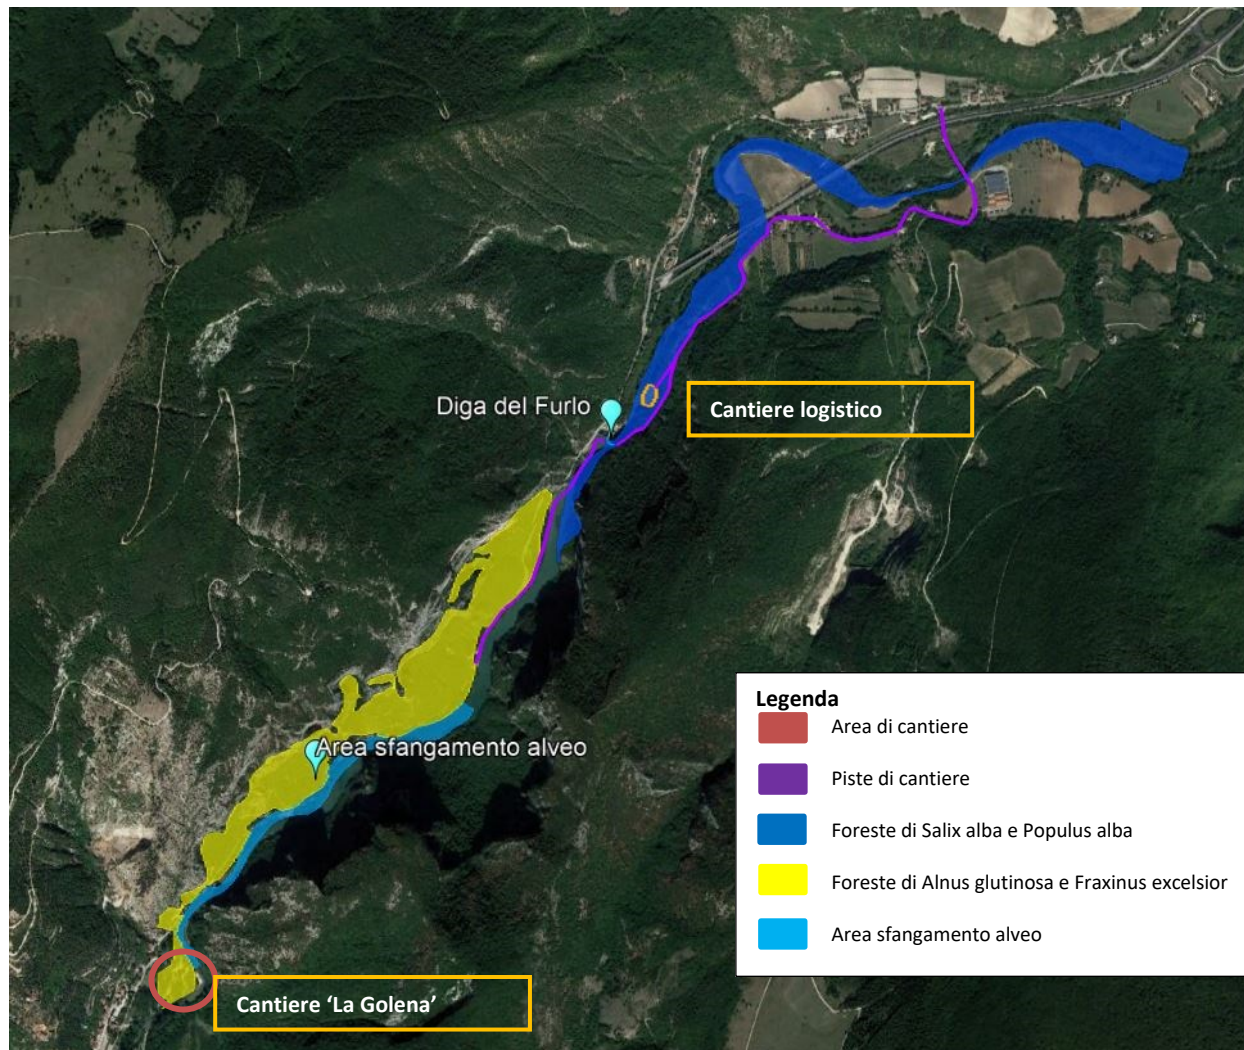 Diga del Furlo
Cantiere logistico
Area sfangamento alveo
Cantiere ‘La Golena’
Legenda
Area di cantiere
Piste di cantiere
Foreste di Salix alba e Populus alba
Foreste di Alnus glutinosa e Fraxinus excelsior
Area sfangamento alveo